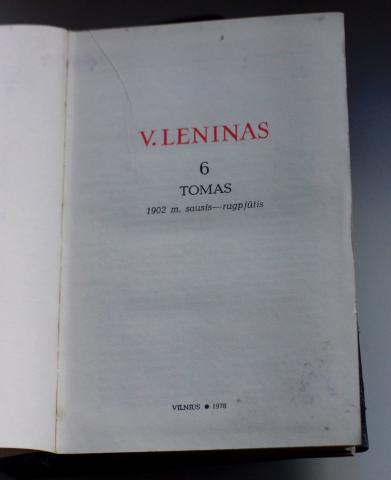 V. LENINAS
6
TOMAS
1902 m. sausis—rugpjūtis
VILNIUS ● 1978